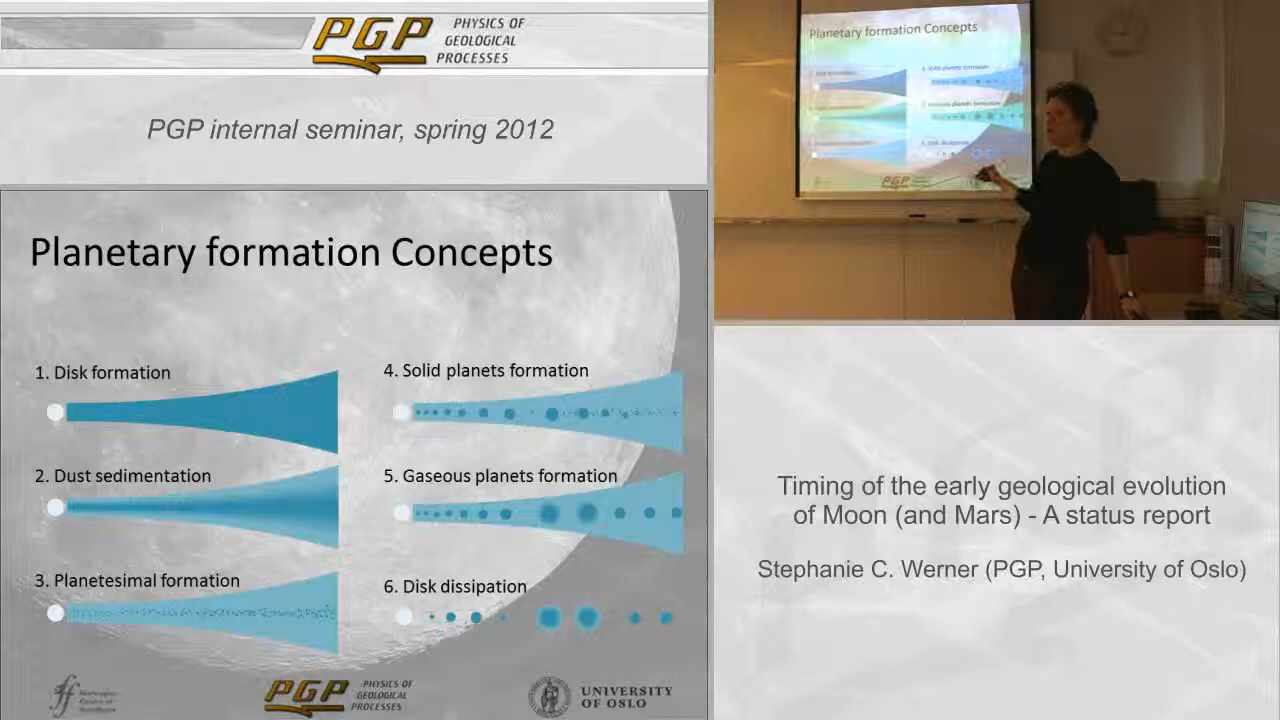 PGP PHYSICS OF
GEOLOGICAL
PROCESSES
PGP internal seminar, spring 2012
Planetary formation Concepts
1. Disk formation
2. Dust sedimentation
3. Planetesimal formation
4. Solid planets formation
5. Gaseous planets formation
6. Disk dissipation
PGP PHYSICS OF
GEOLOGICAL
PROCESSES
UNIVERSITY
OF OSLO
Planetary formation Concepts
PGP
Timing of the early geological evolution
of Moon (and Mars) - A status report
Stephanie C. Werner (PGP, University of Oslo)